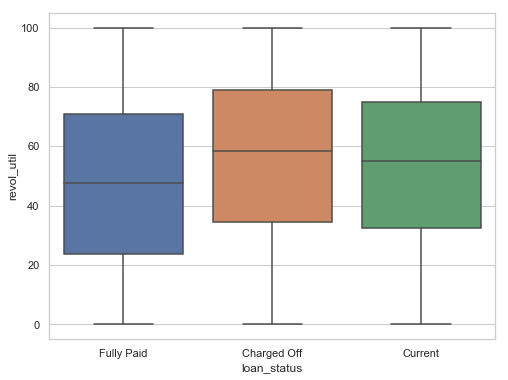 100
80
60
40
20
0
revol_util
Fully Paid
Charged Off
Current
loan_status